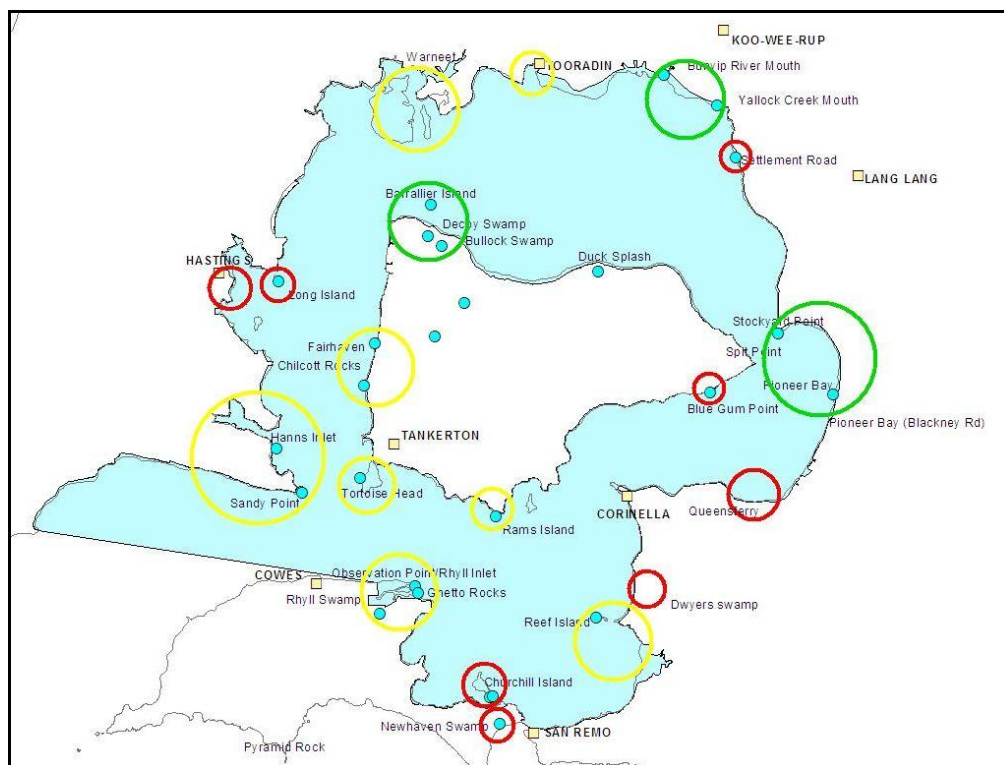 KOO-WEE-RUP
Warneet
TOORADIN
Bunyip River Mouth
Yallock Creek Mouth
Settlement Road
LANG LANG
Barrallier Island
Decoy Swamp
Bullock Swamp
HASTINGS
Duck Splash
Long Island
Stockyard Point
Fairhaven
Spit Point
Chilcott Rocks
Pioneer Bay
Blue Gum Point
Pioneer Bay (Blackney Rd)
Hanns Inlet
TANKERTON
Sandy Point
Tortoise Head
CORINELLA
Queensferry
Rams Island
COWES
Observation Point/Rhyll Inlet
Rhyll Swamp
Ghetto Rocks
Dwyers swamp
Reef Island
Churchill Island
Newhaven Swamp
SAN REMO
Pyramid Rock